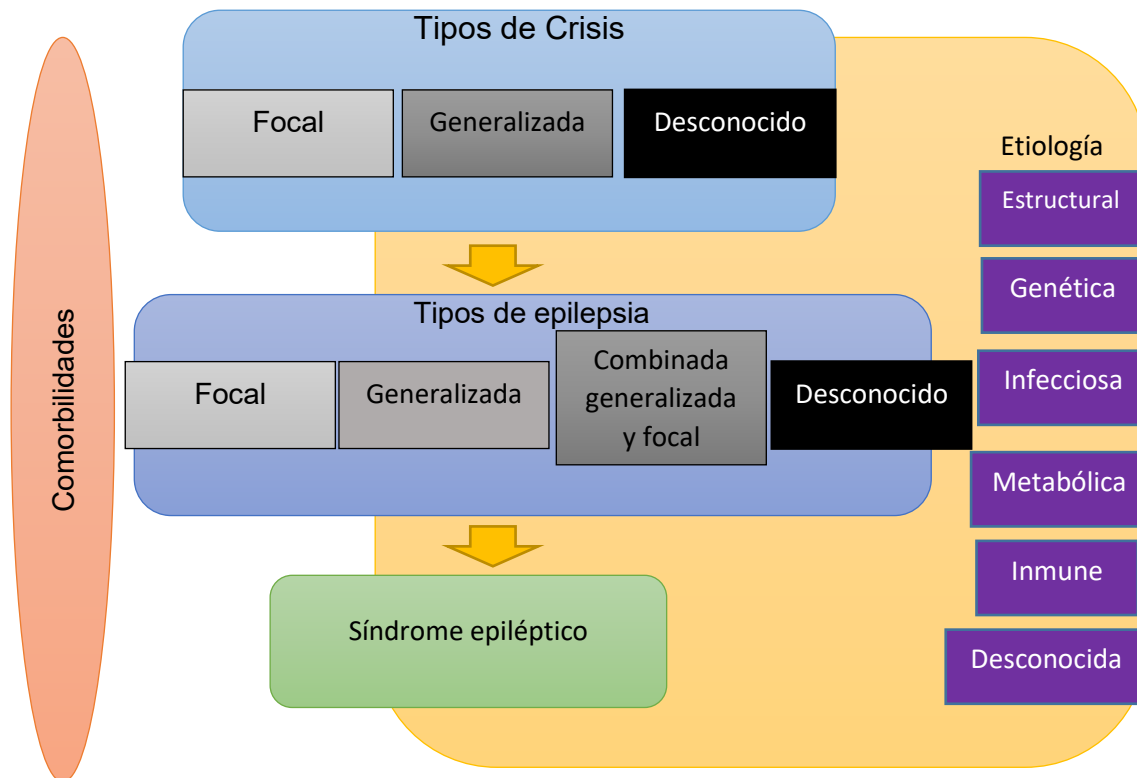 Tipos de Crisis
Focal
Generalizada
Desconocido
Comorbilidades
Tipos de epilepsia
Focal
Generalizada
Combinada
generalizada
y focal
Desconocido
Síndrome epiléptico
Etiología
Estructural
Genética
Infecciosa
Metabólica
Inmune
Desconocida